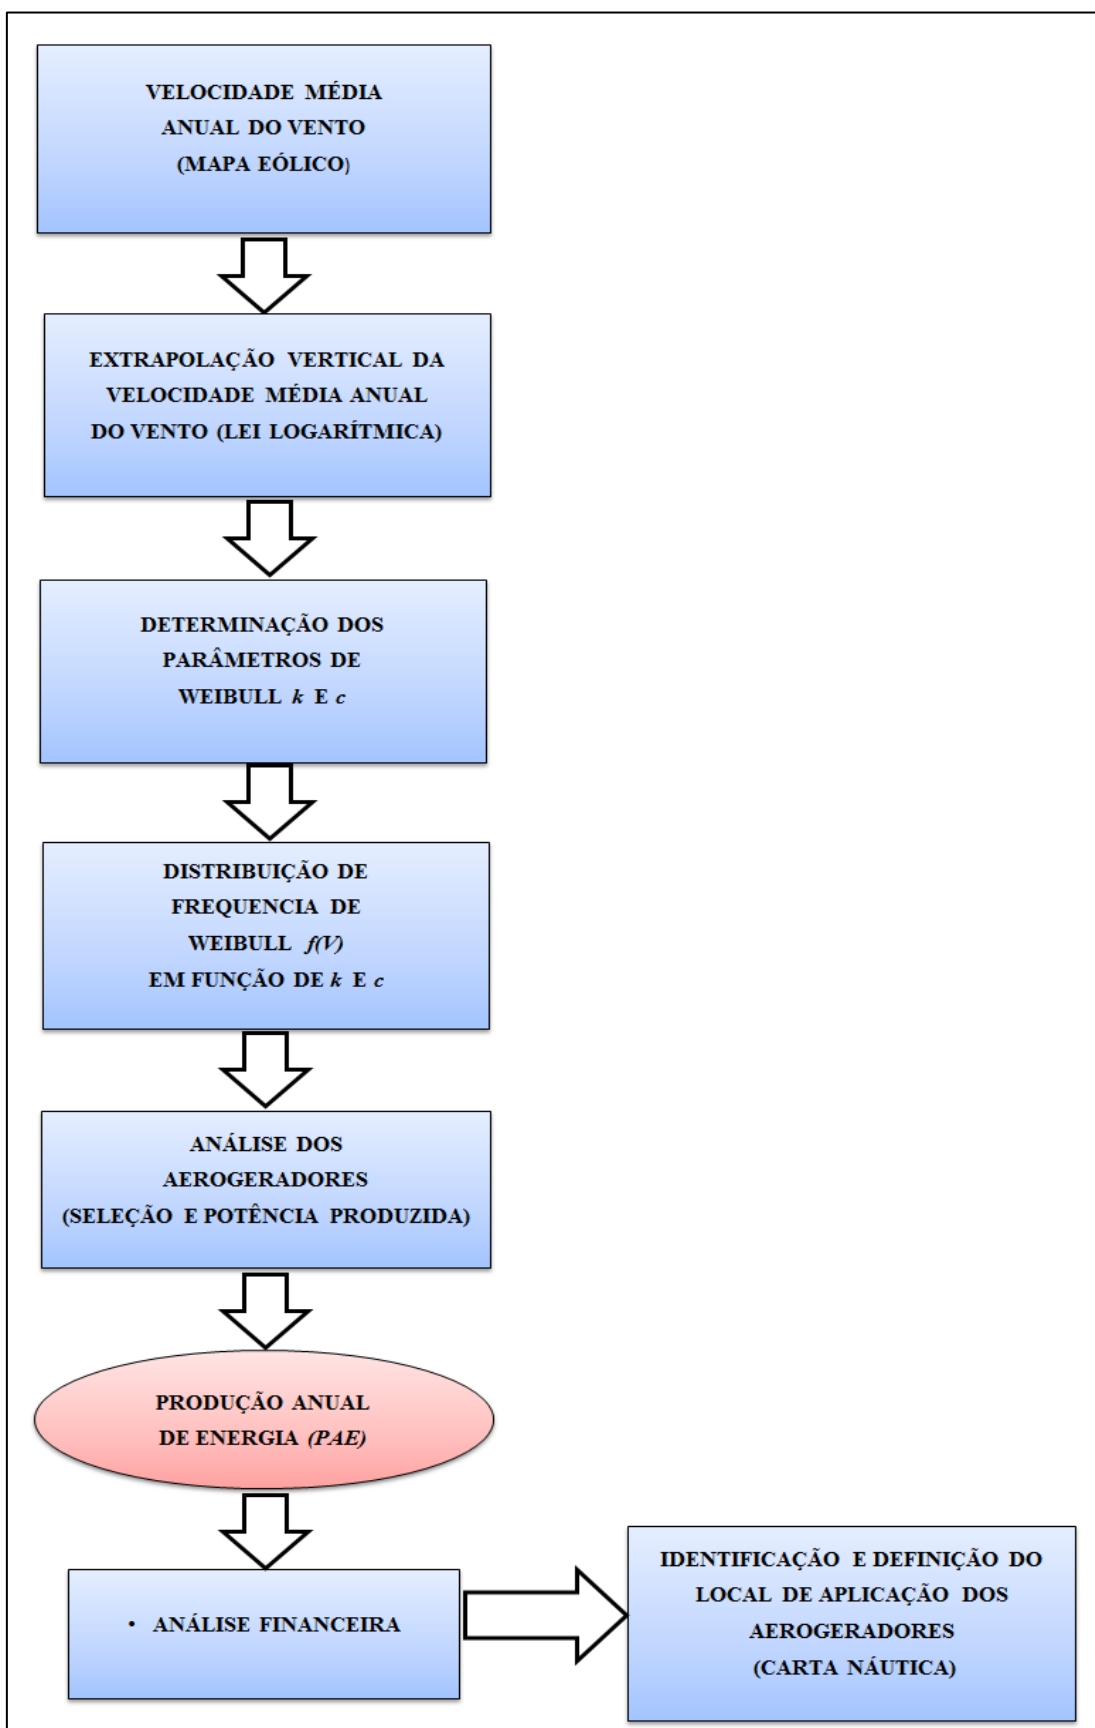 VELOCIDADE MÉDIA
ANUAL DO VENTO
(MAPA EÓLICO)
EXTRAPOLAÇÃO VERTICAL DA
VELOCIDADE MÉDIA ANUAL
DO VENTO (LEI LOGARÍTMICA)
DETERMINAÇÃO DOS
PARÂMETROS DE
WEIBULL k E c
DISTRIBUIÇÃO DE
FREQUENCIA DE
WEIBULL f(V)
EM FUNÇÃO DE k E c
ANÁLISE DOS
AEROGERADORES
(SELEÇÃO E POTÊNCIA PRODUZIDA)
PRODUÇÃO ANUAL
DE ENERGIA (PAE)
• ANÁLISE FINANCEIRA
IDENTIFICAÇÃO E DEFINIÇÃO DO
LOCAL DE APLICAÇÃO DOS
AEROGERADORES
(CARTA NÁUTICA)